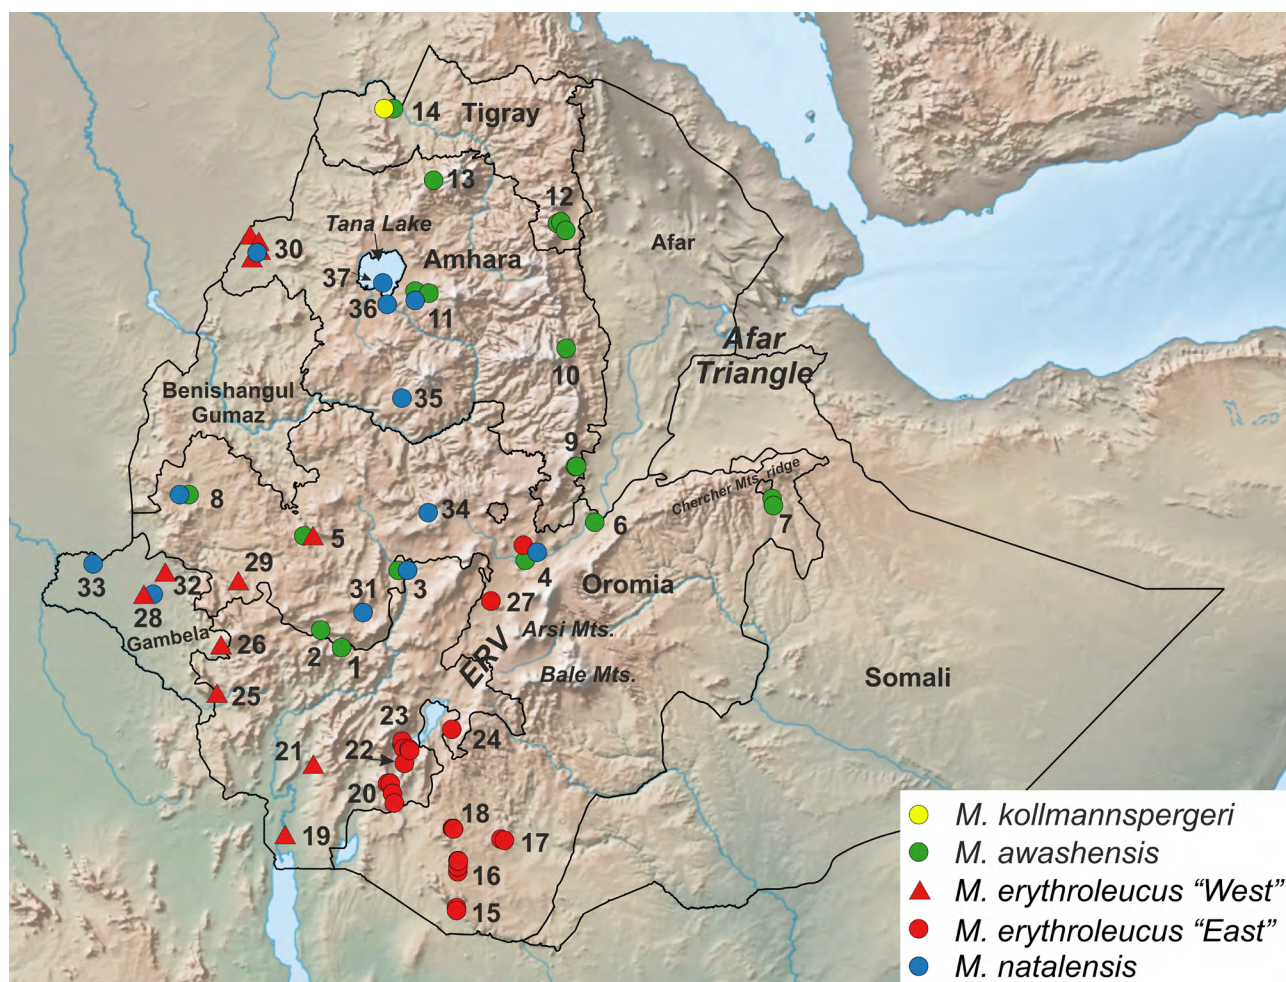 14
Tigray
13
12
Tana Lake
Afar
30
Amhara
37
36
11
Afar
Triangle
10
Benishangul
Gumaz
35
9
Chercher Mts. ridge
8
34
6
7
5
4
33
32
29
31
3
Oromia
28
27
Gambela
26
2
1
ERV
Arsi Mts.
Bale Mts.
Somali
25
23
24
21
22
20
18
17
19
16
15
M. kollmannspergeri
M. awashensis
M. erythroleucus “West”
M. erythroleucus “East”
M. natalensis